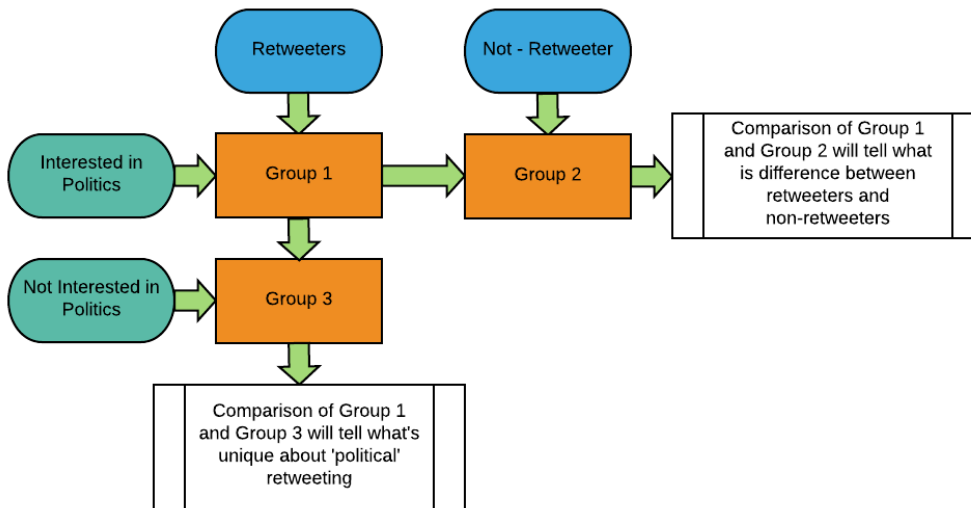 Retweeters
Not - Retweeter
Interested in
Politics
Group 1
Group 2
Comparison of Group 1
and Group 2 will tell what
is difference between
retweeters and
non-retweeters
Not Interested in
Politics
Group 3
Comparison of Group 1
and Group 3 will tell what's
unique about 'political'
retweeting